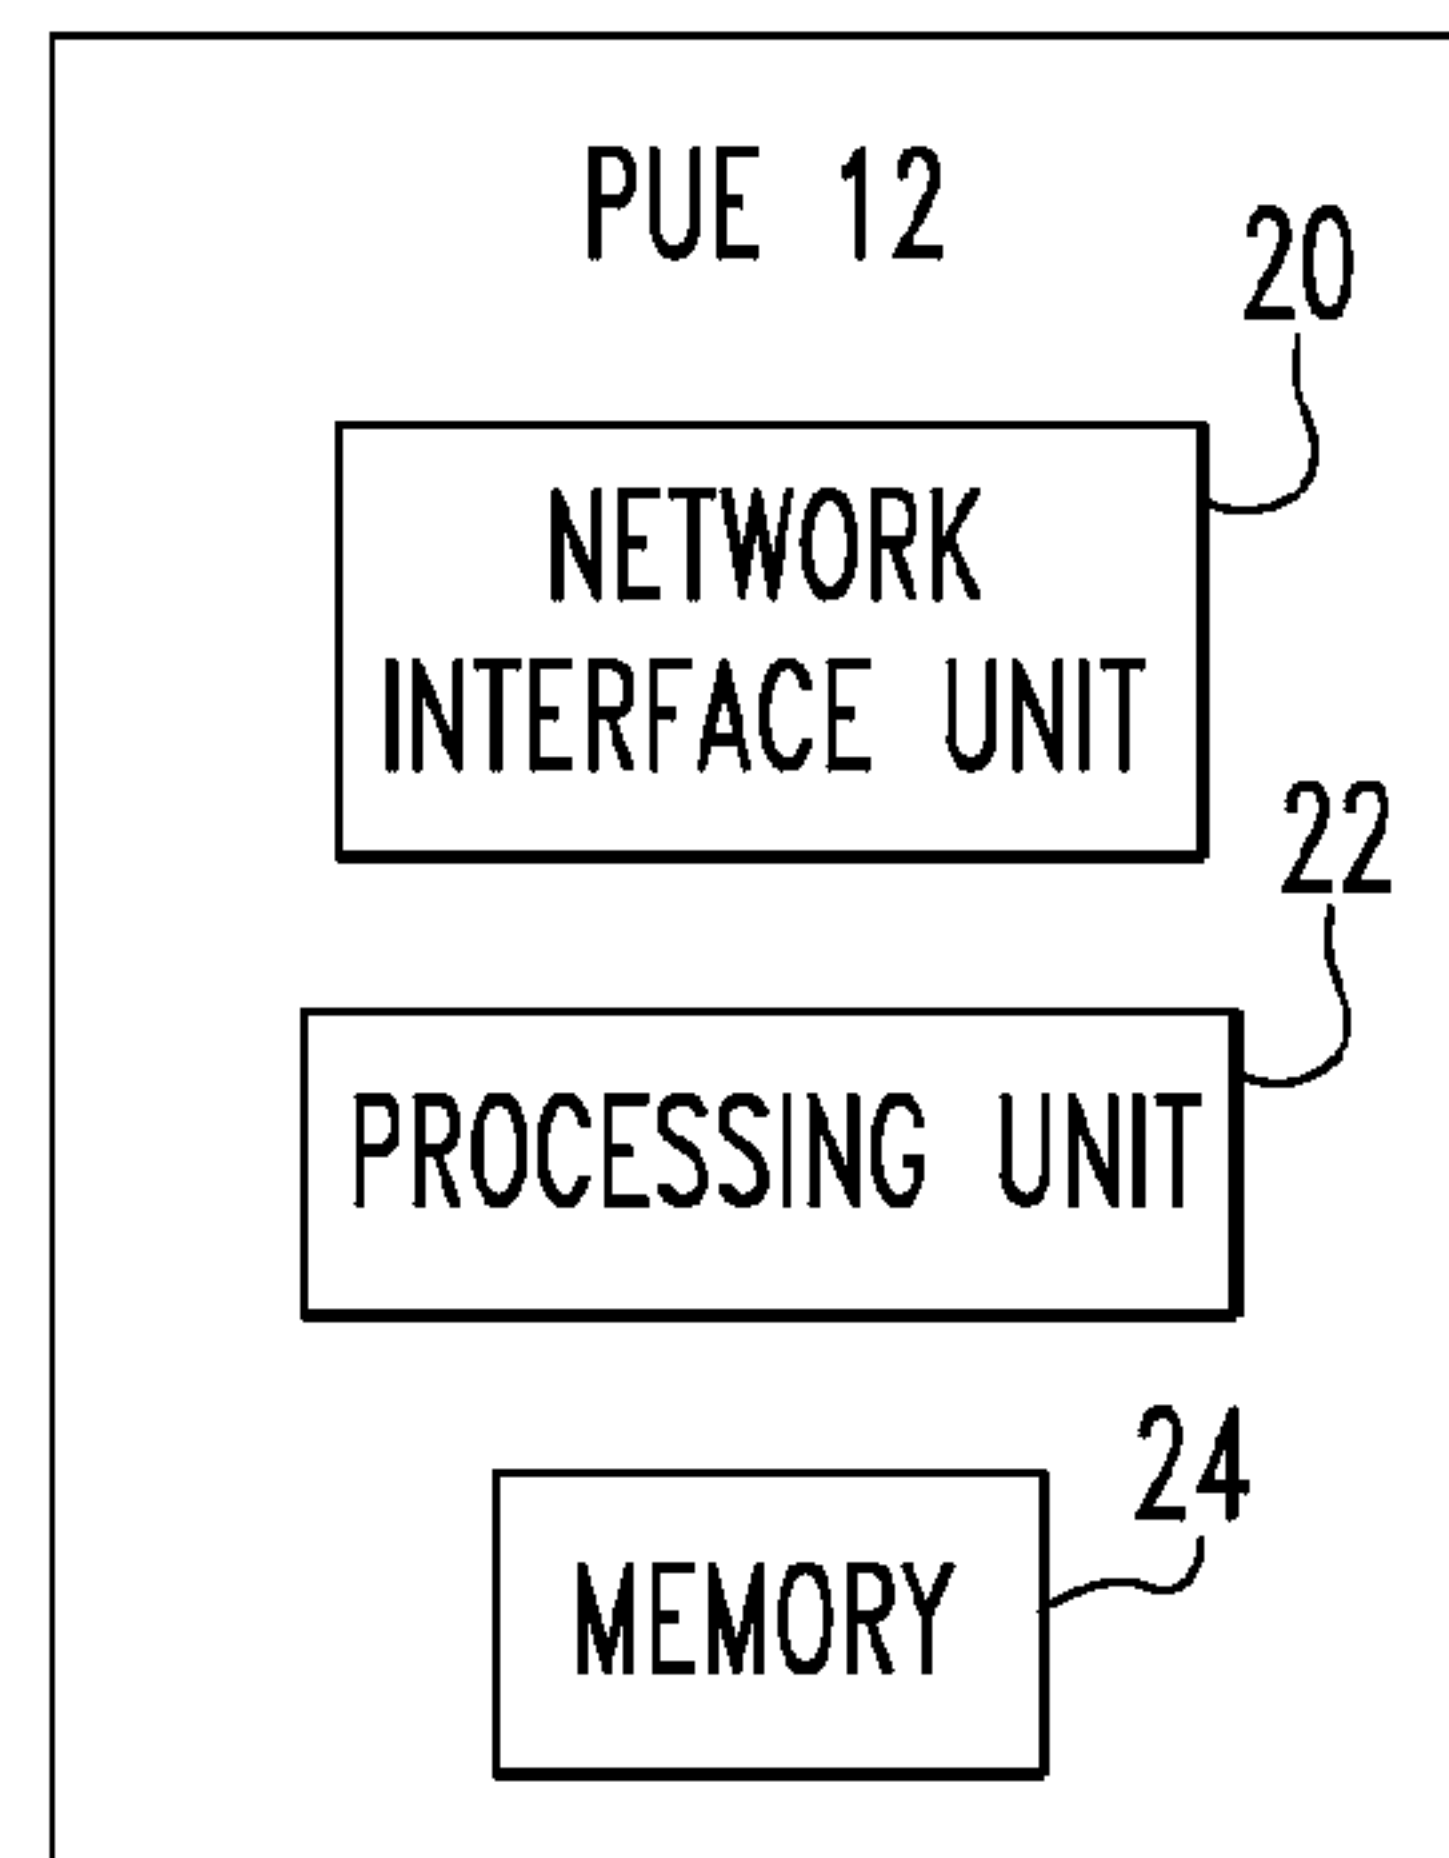 PUE 12
20
NETWORK
INTERFACE UNIT
22
PROCESSING UNIT
24
MEMORY